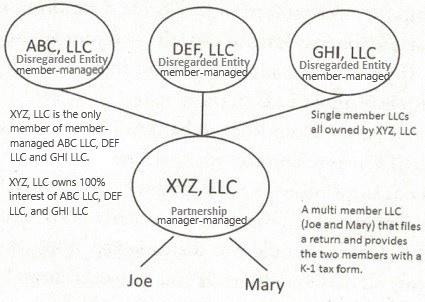 ABC, LLC
Disregarded Entity
member-managed
DEF, LLC
Disregarded Entity
member-managed
GHI, LLC
Disregarded Entity
member-managed
XYZ, LLC is the only
member of member-
managed ABC LLC, DEF
LLC and GHI LLC.
XYZ, LLC owns 100%
interest of ABC LLC, DEF
LLC, and GHI LLC
Single member LLCs
all owned by XYZ, LLC
XYZ, LLC
Partnership
manager-managed
A multi member LLC
(Joe and Mary) that files
a return and provides
the two members with a
K-1 tax form.
Joe
Mary